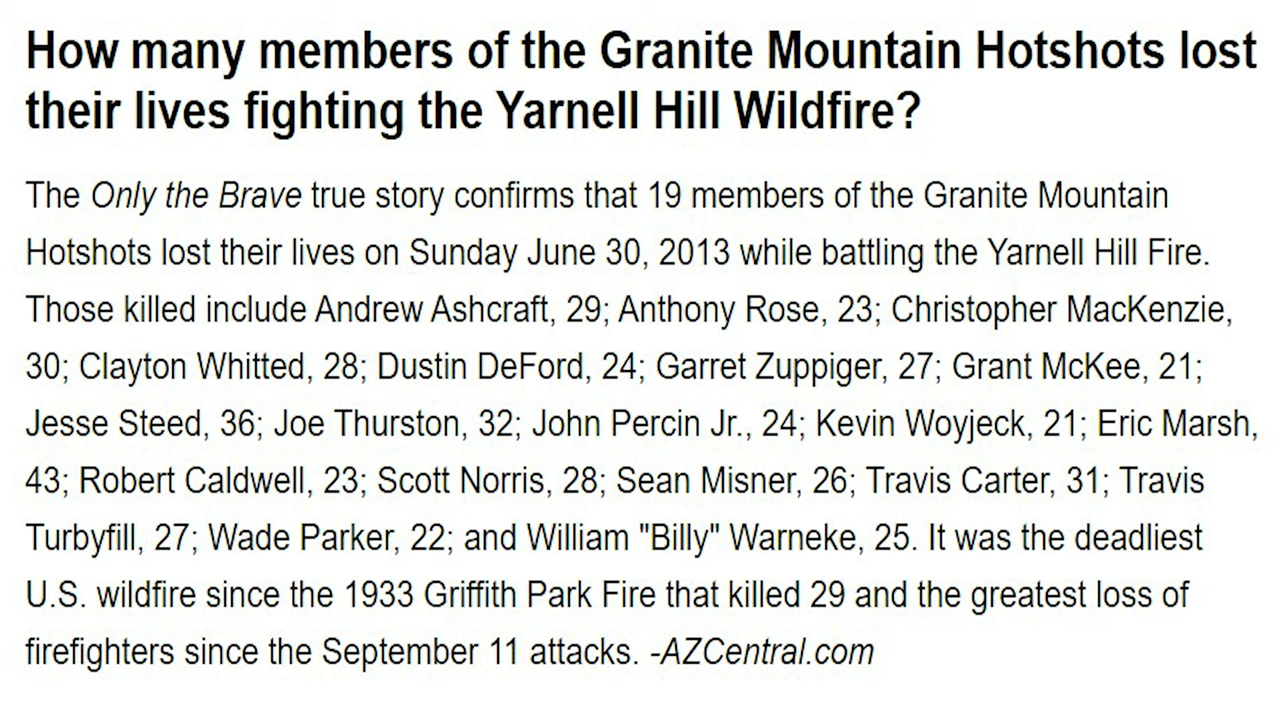 How many members of the Granite Mountain Hotshots lost
their lives fighting the Yarnell Hill Wildfire?
The Only the Brave true story confirms that 19 members of the Granite Mountain
Hotshots lost their lives on Sunday June 30, 2013 while battling the Yarnell Hill Fire.
Those killed include Andrew Ashcraft, 29; Anthony Rose, 23; Christopher MacKenzie,
30; Clayton Whitted, 28; Dustin DeFord, 24; Garret Zuppiger, 27; Grant McKee, 21;
Jesse Steed, 36; Joe Thurston, 32; John Percin Jr., 24; Kevin Woyjeck, 21; Eric Marsh,
43; Robert Caldwell, 23; Scott Norris, 28; Sean Misner, 26; Travis Carter, 31; Travis
Turbyfill, 27; Wade Parker, 22; and William "Billy" Warneke, 25. It was the deadliest
U.S. wildfire since the 1933 Griffith Park Fire that killed 29 and the greatest loss of
firefighters since the September 11 attacks. -AZCentral.com